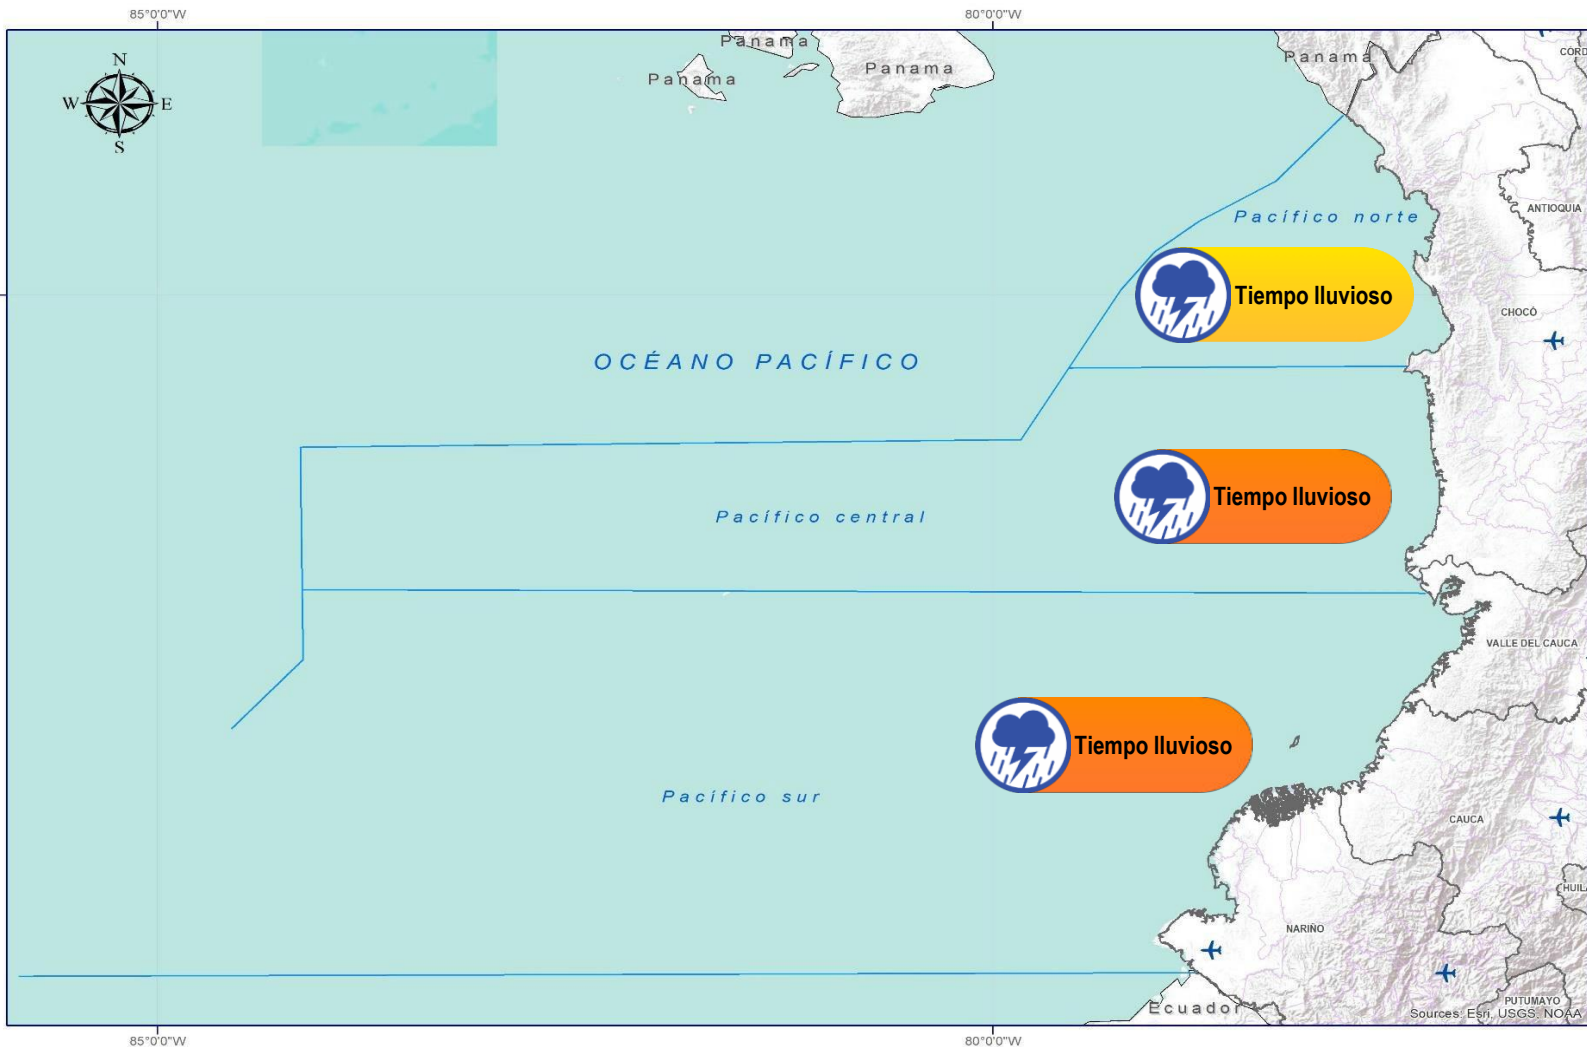 85°0'0"W
80°0'0"W
N
W
E
S
Panama
Panama
Panama
Panama
CORD
ANTIOQUIA
Pacífico norte
Tiempo lluvioso
CHOCÓ
OCÉANO PACÍFICO
Tiempo lluvioso
Pacífico central
VALLE DEL CAUCA
Tiempo lluvioso
Pacífico sur
CAUCA
HUILA
NARIÑO
PUTUMAYO
Ecuador
Sources: Esri, USGS, NOAA
85°0'0"W
80°0'0"W